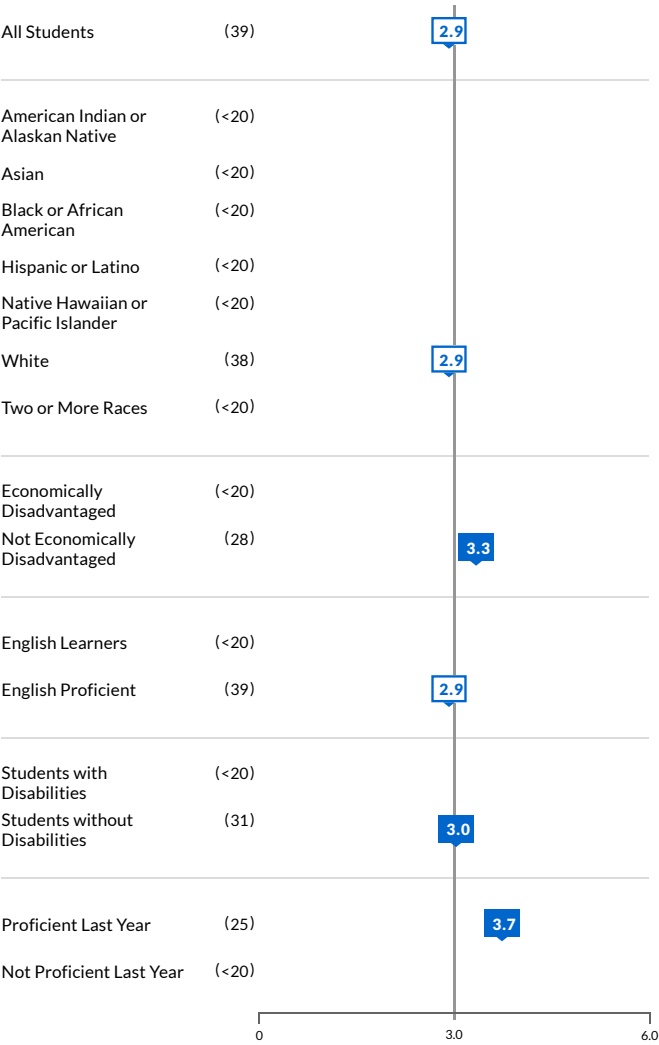 All Students (39) 2.9
American Indian or (<20)
Alaskan Native
Asian (<20)
Black or African (<20)
American
Hispanic or Latino (<20)
Native Hawaiian or (<20)
Pacific Islander
White (38) 2.9
Two or More Races (<20)
Economically (<20)
Disadvantaged
Not Economically (28) 3.3
Disadvantaged
English Learners (<20)
English Proficient (39) 2.9
Students with (<20)
Disabilities
Students without (31) 3.0
Disabilities
Proficient Last Year (25) 3.7
Not Proficient Last Year (<20)
0 3.0 6.0